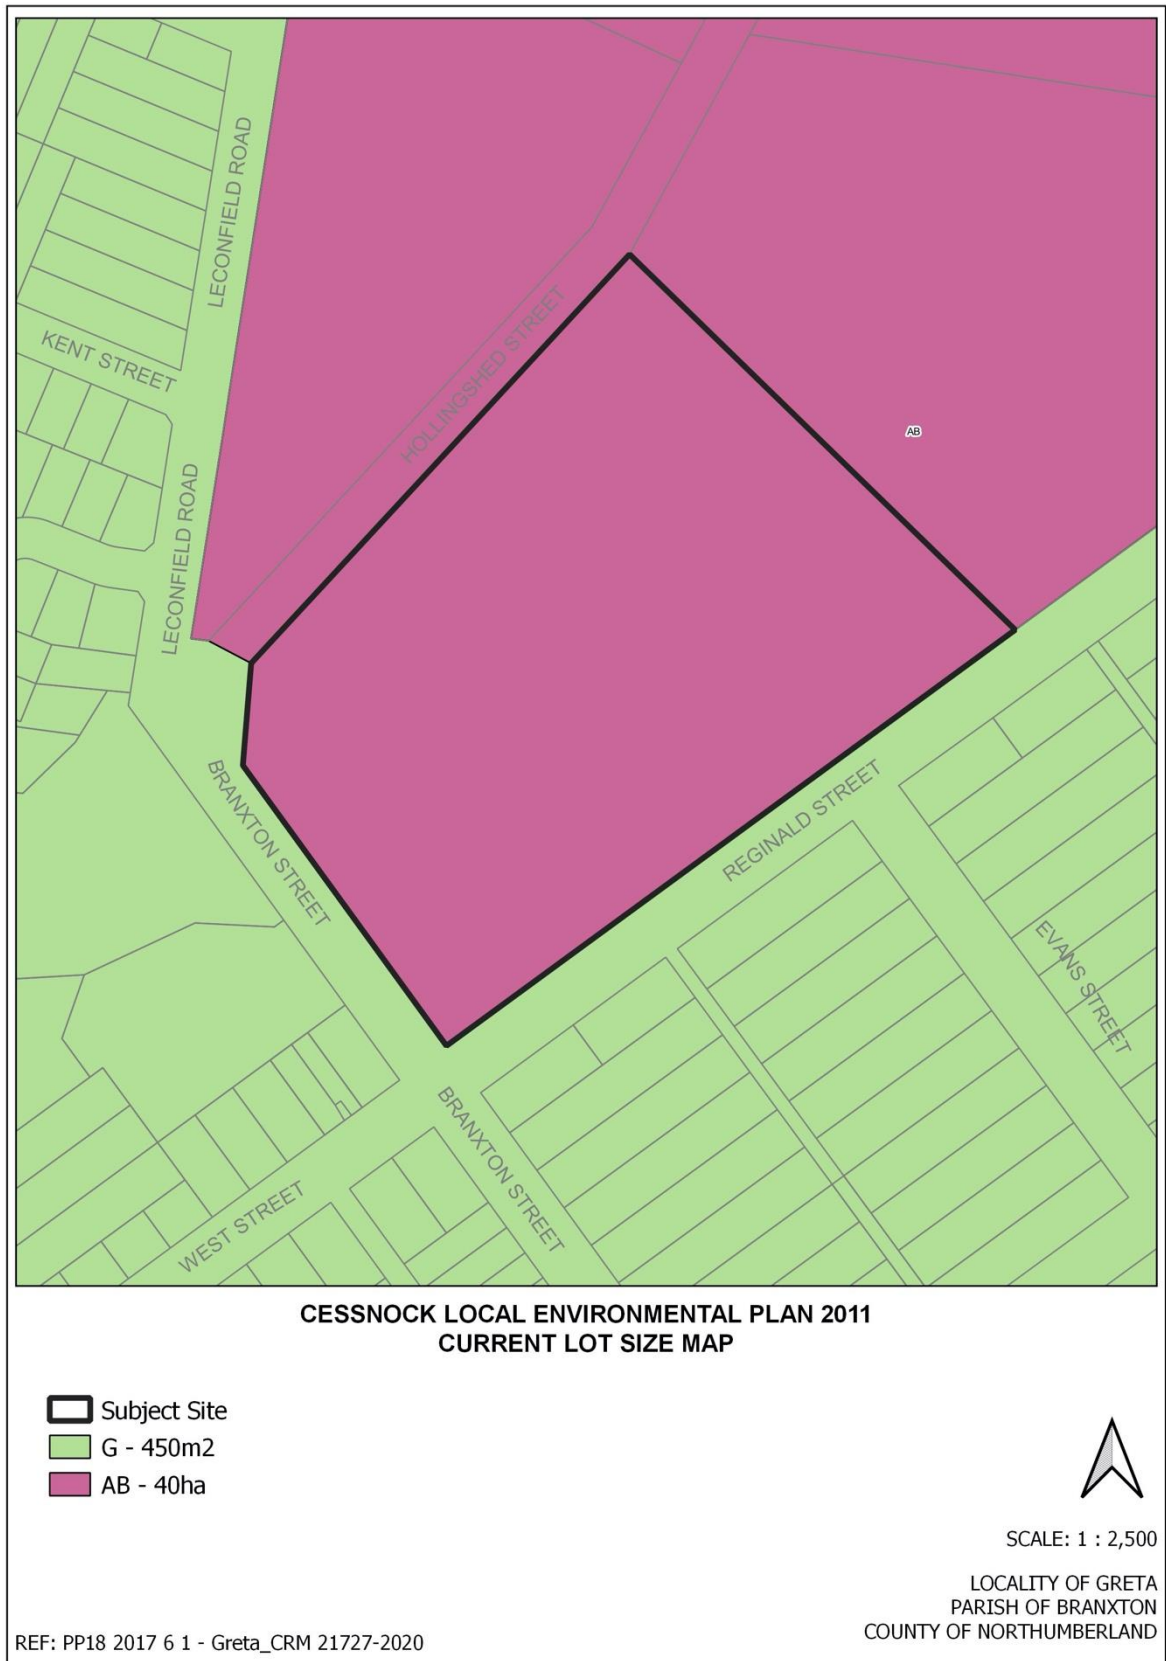 LECONFIELD ROAD
KENT STREET
HOLLINGSHED STREET
AB
LECONFIELD ROAD
BRANXTON STREET
REGINALD STREET
EVANS STREET
BRANXTON STREET
WEST STREET
CESSNOCK LOCAL ENVIRONMENTAL PLAN 2011
CURRENT LOT SIZE MAP
Subject Site
G - 450m2
AB - 40ha
SCALE: 1 : 2,500
LOCALITY OF GRETA
PARISH OF BRANXTON
COUNTY OF NORTHUMBERLAND
REF: PP18 2017 6 1 - Greta_CRM 21727-2020